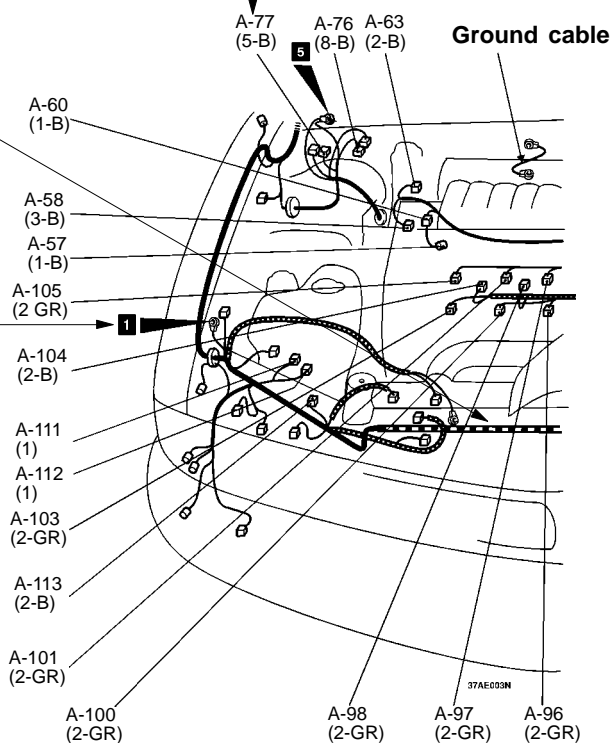 A-77
(5-B)
A-76
(8-B)
A-63
(2-B)
Ground cable
5
A-60
(1-B)
A-58
(3-B)
A-57
(1-B)
A-105
(2 GR)
1
A-104
(2-B)
A-111
(1)
A-112
(1)
A-103
(2-GR)
A-113
(2-B)
A-101
(2-GR)
37AE003N
A-100
(2-GR)
A-98
(2-GR)
A-97
(2-GR)
A-96
(2-GR)